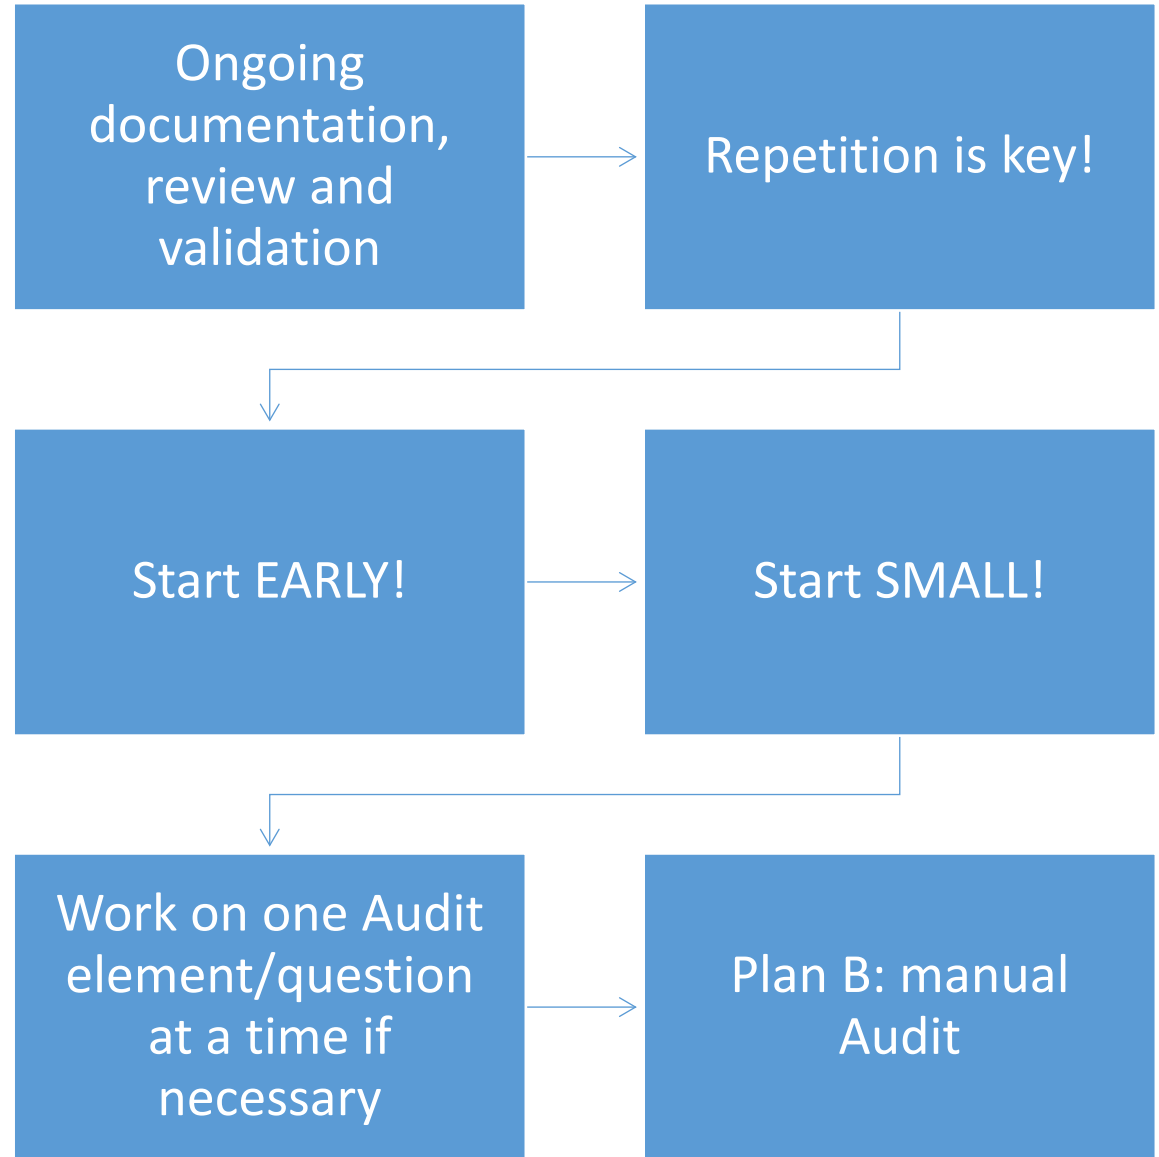 Ongoing
documentation,
review and
validation
Repetition is key!
Start EARLY!
Start SMALL!
Work on one Audit
element/question
at a time if
necessary
Plan B: manual
Audit